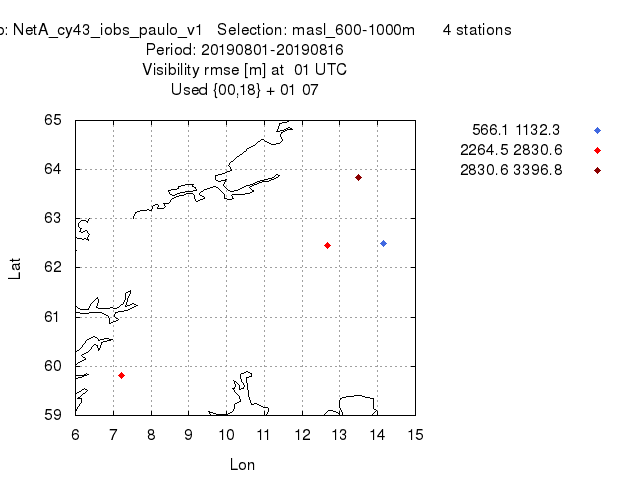 : NetA_cy43_iobs_paulo_v1 Selection: masl_600-1000m 4 stations
Period: 20190801-20190816
Visibility rmse [m] at 01 UTC
Used {00,18} + 01 07
566.1 1132.3
2264.5 2830.6
2830.6 3396.8
65
64
63
62
61
60
59
Lat
6 7 8 9 10 11 12 13 14 15
Lon